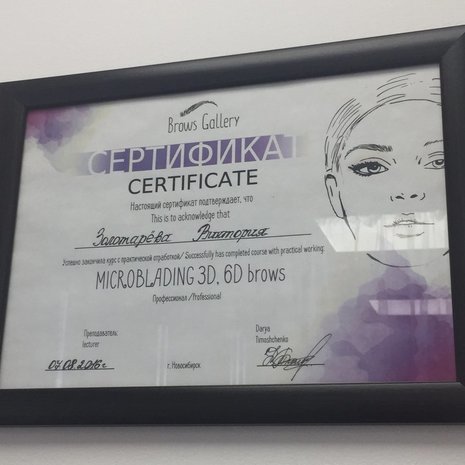 Brows Gallery
СЕРТИФИКАТ
CERTIFICATE
Настоящий сертификат подтверждает, что
This is to acknowledge that
Золотарёва Виктория
Успешно закончила курс с практической отработкой/ Successfully has completed course with practical working:
MICROBLADING 3D, 6D brows
Профессионал /Professional
Преподаватель:
lecturer
Darya
Timoshchenko
07.08.2016 г.
г. Новосибирск